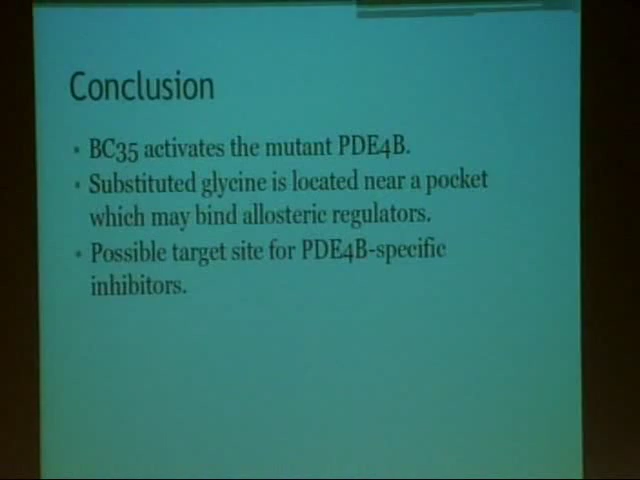 Conclusion
• BC35 activates the mutant PDE4B.
• Substituted glycine is located near a pocket
which may bind allosteric regulators.
• Possible target site for PDE4B-specific
inhibitors.